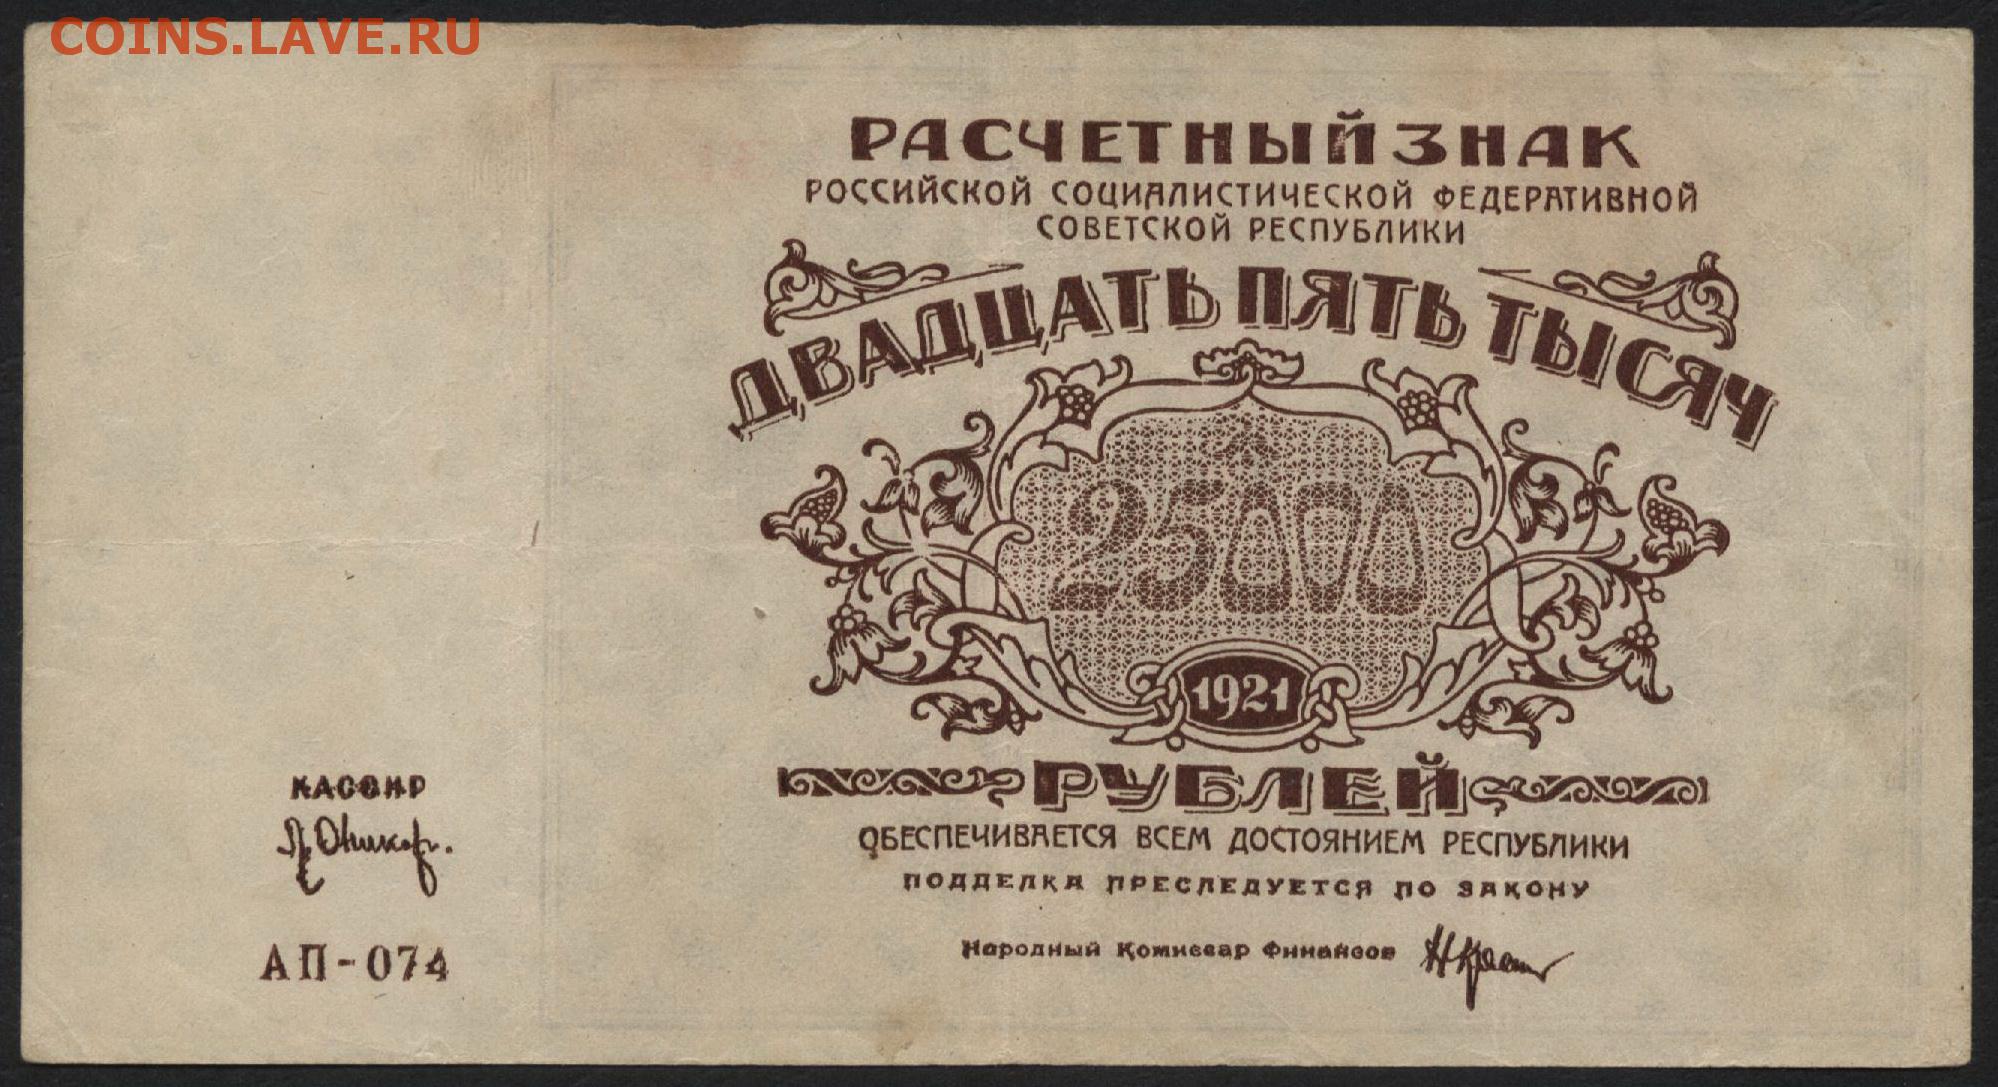 COINS.LAVE.RU
РАСЧЕТНЫЙ ЗНАК
РОССИЙСКОЙ СОЦИАЛИСТИЧЕСКОЙ ФЕДЕРАТИВНОЙ
СОВЕТСКОЙ РЕСПУБЛИКИ
ДВАДЦАТЬ ПЯТЬ ТЫСЯЧ
25000
1921
РУБЛЕЙ
ОБЕСПЕЧИВАЕТСЯ ВСЕМ ДОСТОЯНИЕМ РЕСПУБЛИКИ
ПОДДЕЛКА ПРЕСЛЕДУЕТСЯ ПО ЗАКОНУ
Народный Комиссар Финансов
КАССИР
АП-074